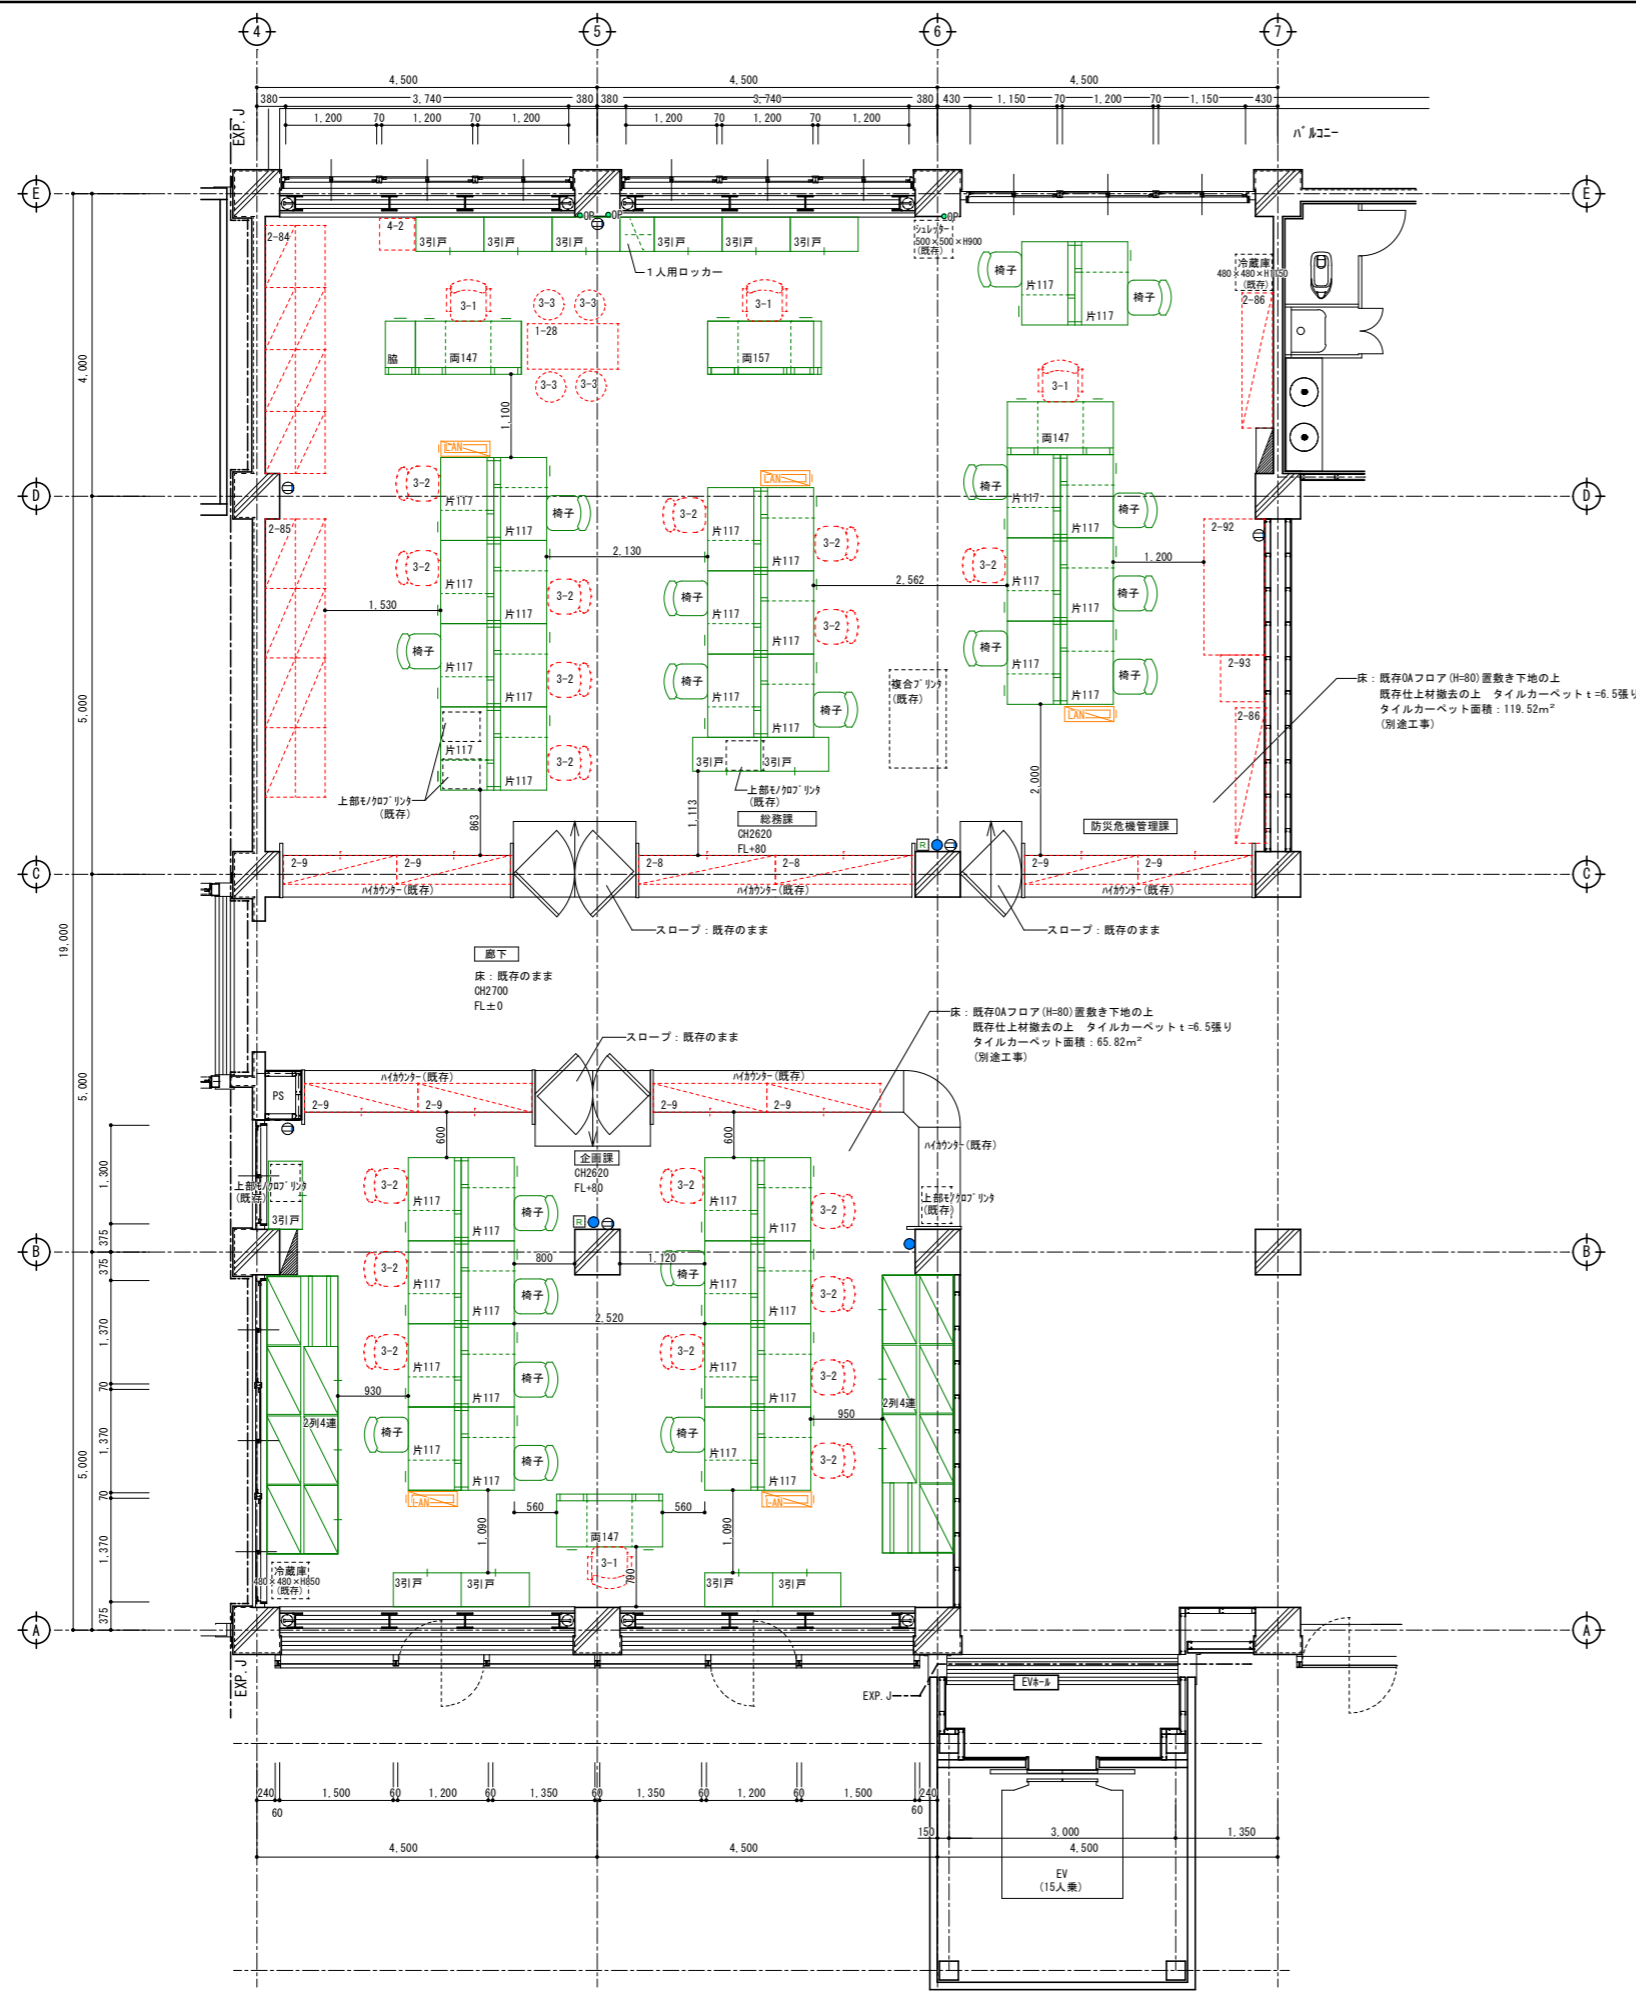 4 5 6 7
4,500 4,500 4,500
380 3,740 380 380 3,740 380 430 1,150 70 1,200 70 1,150 430
1,200 70 1,200 70 1,200 1,200 70 1,200 70 1,200
EXP.J
バルコニー
E E
OP OP OP
2-84 4-2 3引戸 3引戸 3引戸 3引戸 3引戸 3引戸
シュレッター
500×500×H900
(既存)
1人用ロッカー
冷蔵庫
(既存)
2-86
椅子 片117 片117 椅子
3-1 3-3 3-3 3-1
1-28
脇 両147 両157
3-3 3-3
3-1
両147
4,000
1,100
LAN LAN
D D
3-2 片117 椅子 片117
3-2 片117 3-2 片117
椅子 片117 椅子 片117
2-85
2-92
2,130
2,562
1,200
1,530
3-2 片117 3-2 片117
椅子 片117 3-2 片117
3-2 片117 椅子 片117
椅子 片117 3-2 片117
椅子 片117 椅子 片117
椅子 片117 椅子 片117
片117 3-2 片117
LAN
2-93
2-86
複合プリンタ
(既存)
床：既存OAフロア(H=80)置敷き下地の上
既存仕上材撤去の上 タイルカーペットt=6.5張り
タイルカーペット面積：119.52m²
(別途工事)
5,000
3引戸 3引戸
上部モノクロプリンタ
(既存)
上部モノクロプリンタ
(既存)
863
1,113
2,000
総務課
CH2620
FL+80
防災危機管理課
R
C C
2-9 2-9 2-8 2-8 2-9 2-9
ハイカウンター(既存) ハイカウンター(既存) ハイカウンター(既存)
スロープ：既存のまま スロープ：既存のまま
19,000
廊下
床：既存のまま
CH2700
FL±0
スロープ：既存のまま
床：既存OAフロア(H=80)置敷き下地の上
既存仕上材撤去の上 タイルカーペットt=6.5張り
タイルカーペット面積：65.82m²
(別途工事)
5,000
ハイカウンター(既存) ハイカウンター(既存)
PS
2-9 2-9 2-9 2-9
600 600
ハイカウンター(既存)
企画課
CH2620
FL+80
1,300
上部モノクロプリンタ
(既存)
3引戸
上部モノクロプリンタ
(既存)
3-2 片117 椅子 片117
3-2 片117 3-2 片117
R
375
B B
375
800 1,120
3-2 片117 椅子 片117
椅子 片117 3-2 片117
2,520
1,370
3-2 片117 椅子 片117
3-2 片117 3-2 片117
70
930
950
2列4連 2列4連
1,370
5,000
椅子 片117 椅子 片117
椅子 片117 3-2 片117
70
LAN LAN
560 560
1,090 1,090
両147
3-1
790
1,370
冷蔵庫
480×480×H850
(既存)
3引戸 3引戸 3引戸 3引戸
375
A A
EXP.J
EXP.J
EVホール
240 1,500 60 1,200 60 1,350 60 1,350 60 1,200 60 1,500 240
60 60
150 3,000 1,350
4,500 4,500 4,500
EV
(15人乗)